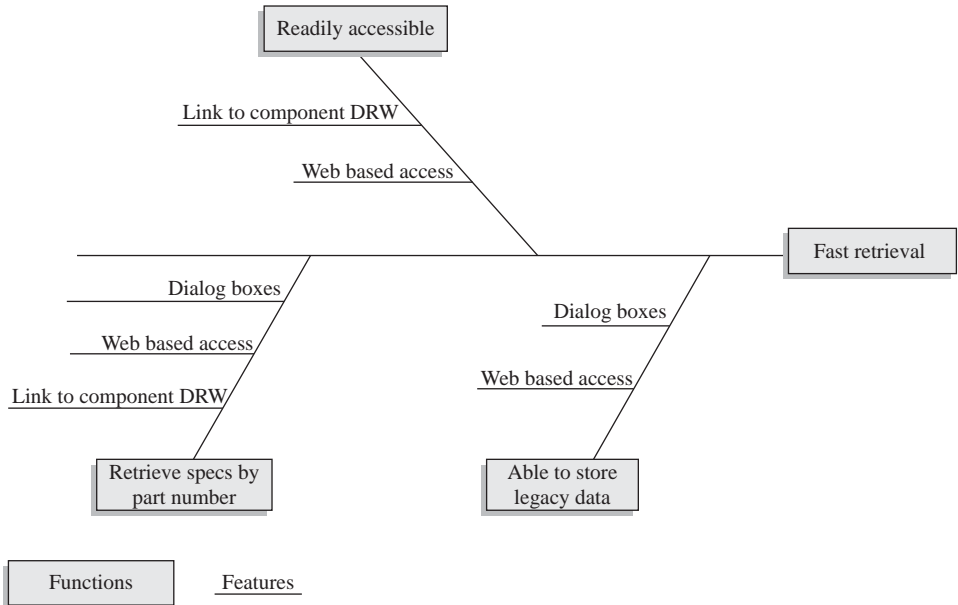 Readily accessible
Link to component DRW
Web based access
Fast retrieval
Dialog boxes
Web based access
Link to component DRW
Retrieve specs by
part number
Dialog boxes
Web based access
Able to store
legacy data
Functions
Features